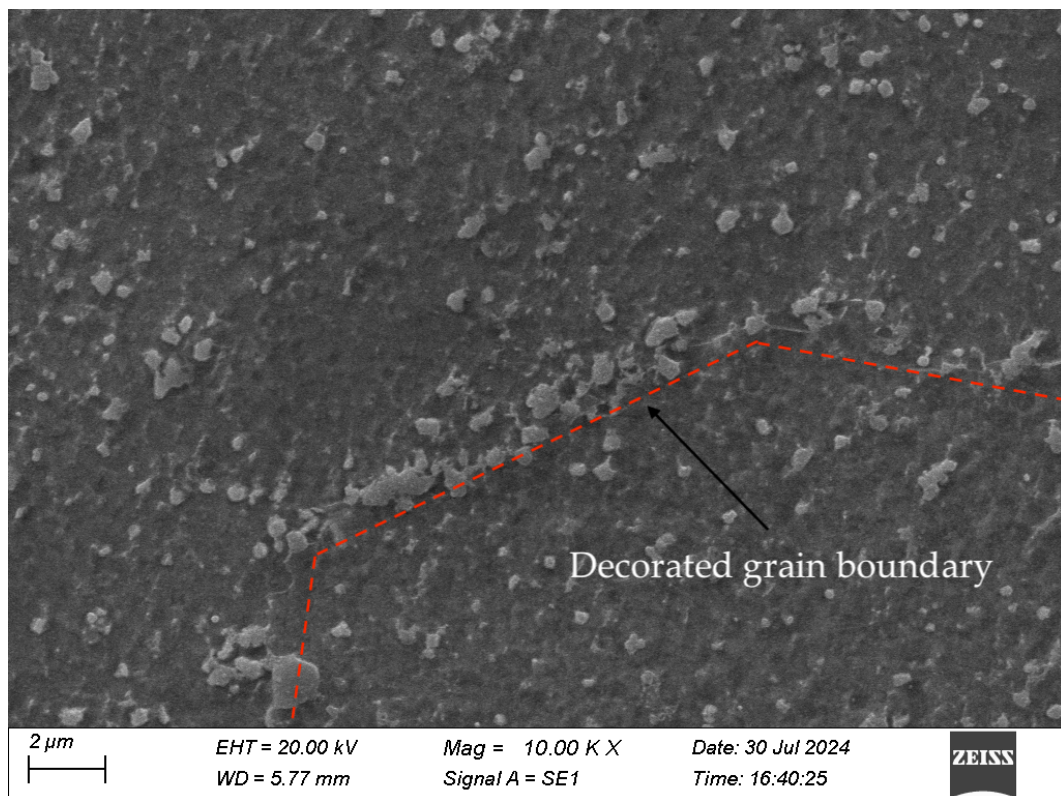 Decorated grain boundary
2 µm
EHT = 20.00 kV
Mag = 10.00 K X
Date: 30 Jul 2024
ZEISS
WD = 5.77 mm
Signal A = SE1
Time: 16:40:25